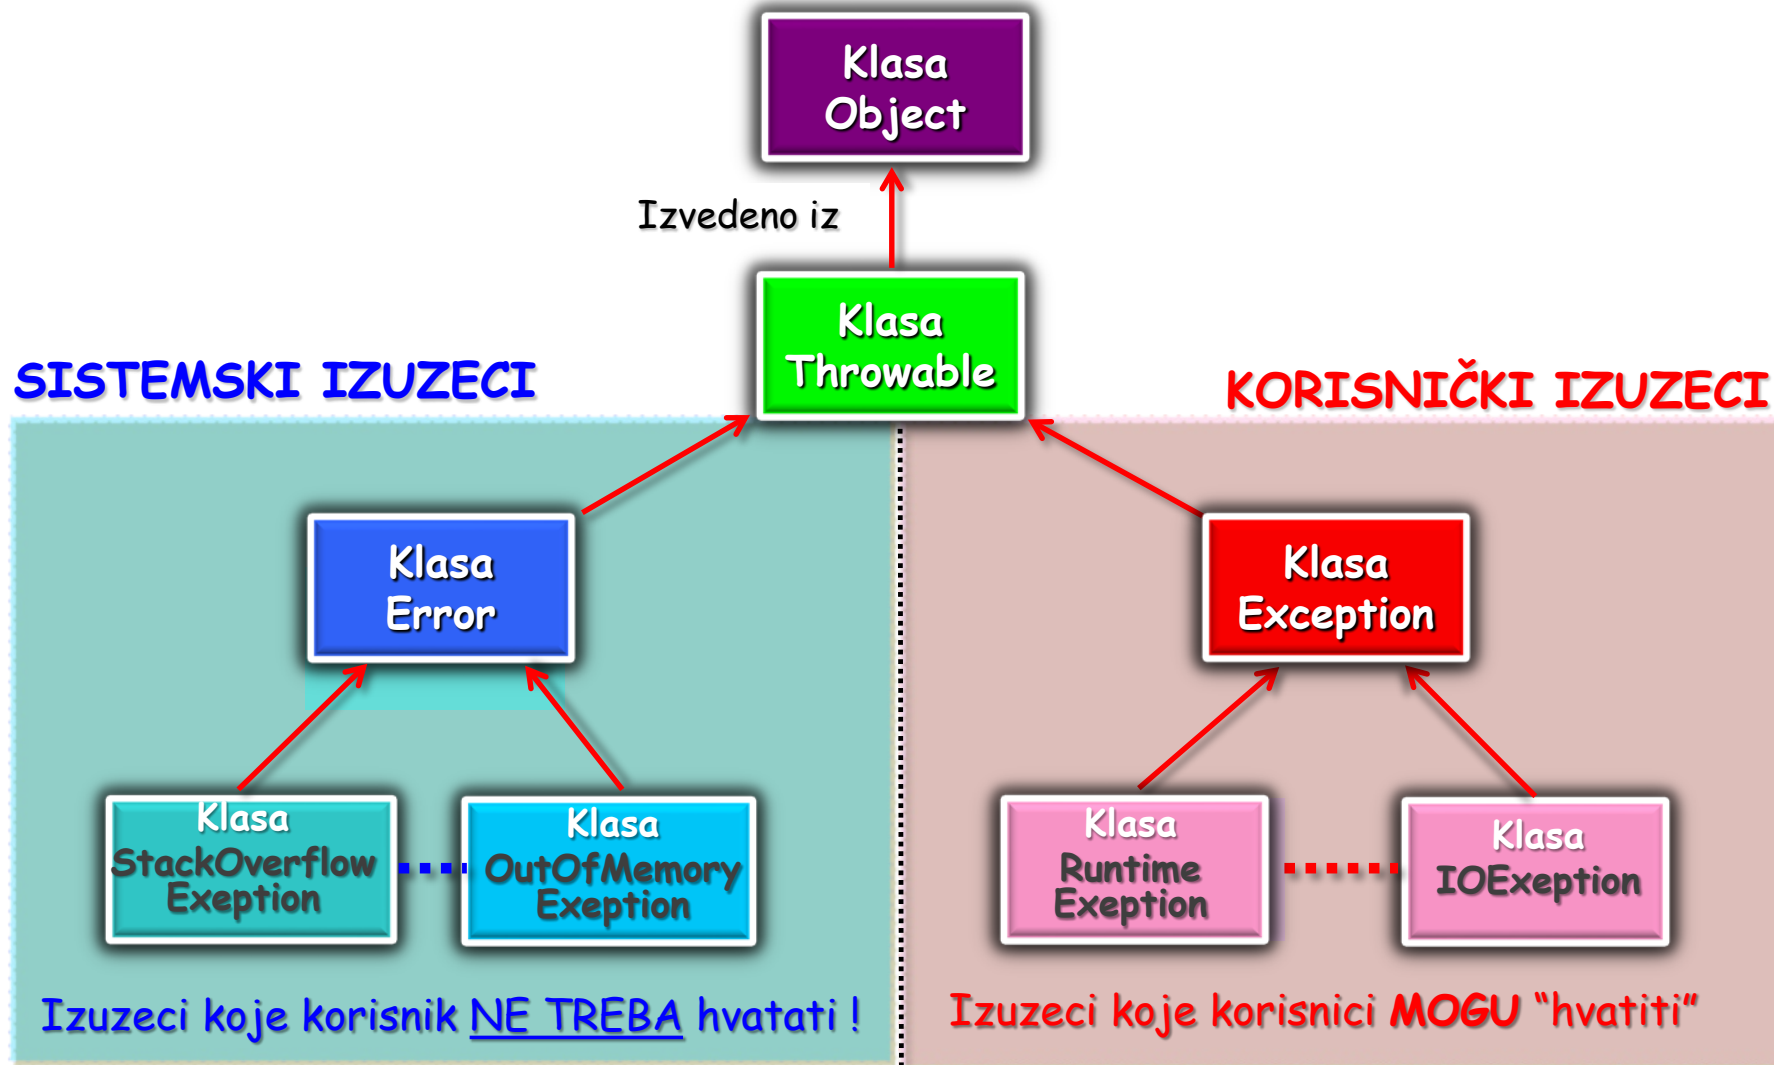 Klasa
Object
Izvedeno iz
Klasa
Throwable
SISTEMSKI IZUZECI
KORISNIČKI IZUZECI
Klasa
Error
Klasa
Exception
Klasa
StackOverflow
Exeption
Klasa
OutOfMemory
Exeption
Klasa
Runtime
Exeption
Klasa
IOExeption
Izuzeci koje korisnik NE TREBA hvatati !
Izuzeci koje korisnici MOGU “hvatiti”